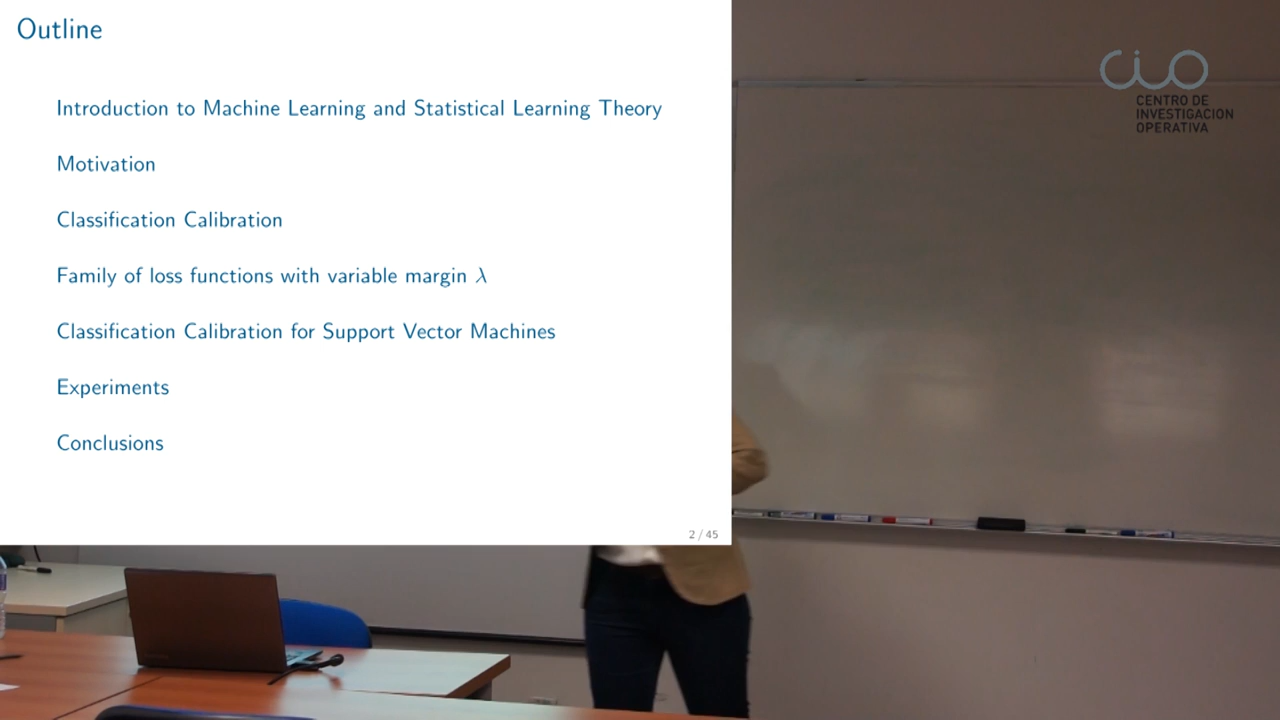 Outline
Introduction to Machine Learning and Statistical Learning Theory
Motivation
Classification Calibration
Family of loss functions with variable margin λ
Classification Calibration for Support Vector Machines
Experiments
Conclusions
2 / 45
CIO
CENTRO DE
INVESTIGACION
OPERATIVA